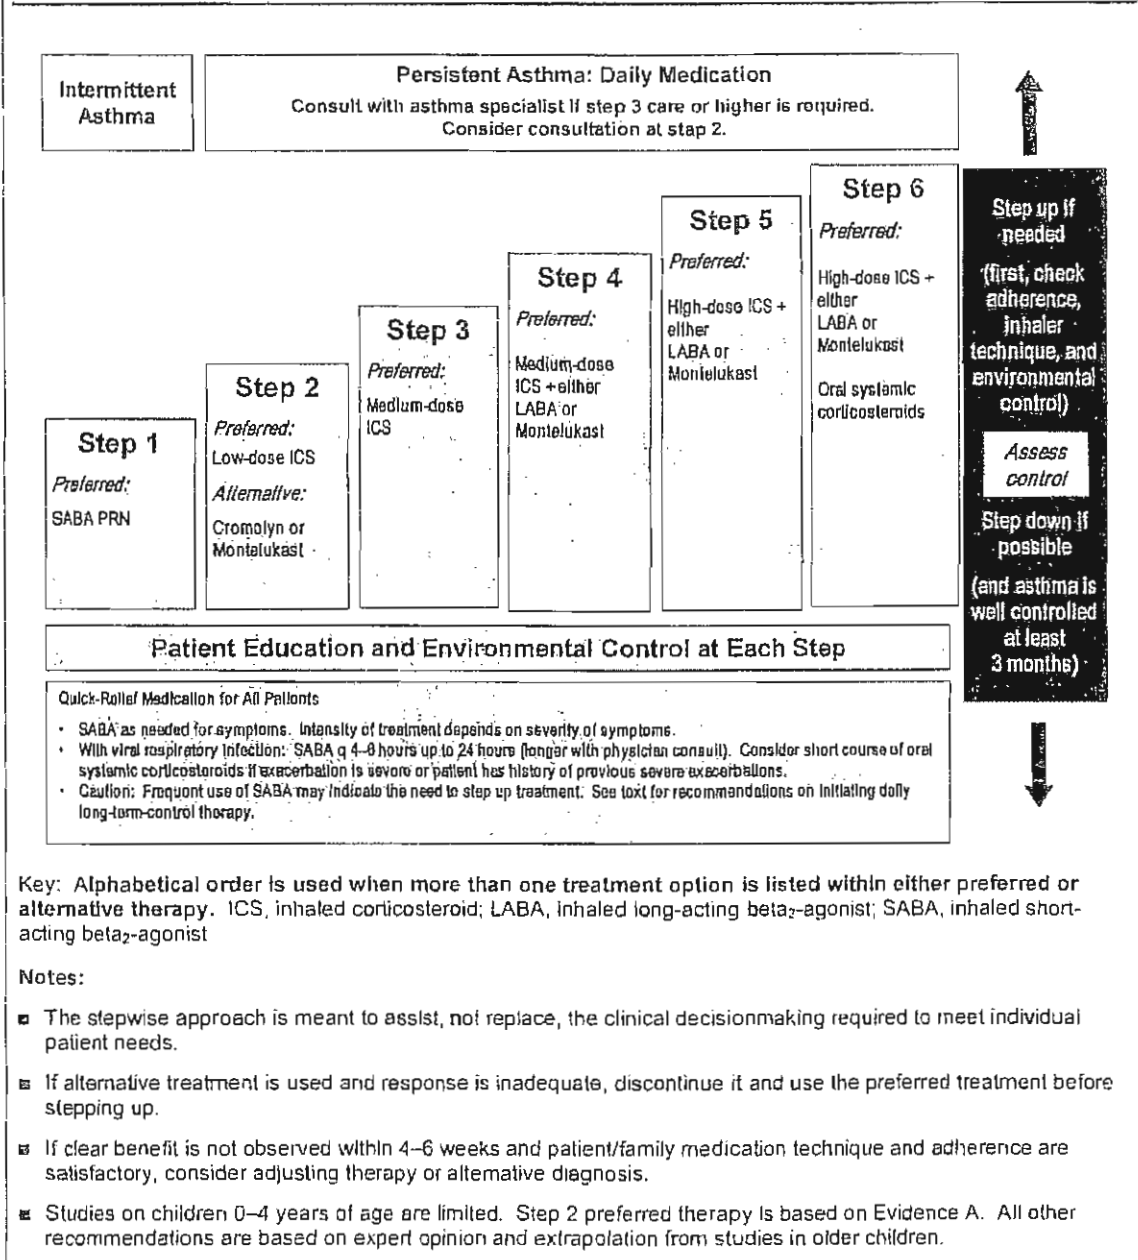 Intermittent
Asthma
Persistent Asthma: Daily Medication
Consult with asthma specialist if step 3 care or higher is required.
Consider consultation at stap 2.
Step 1
Preferred:
SABA PRN
Step 2
Preferred:
Low-dose ICS
Alternative:
Cromolyn or
Montelukast
Step 3
Preferred:
Medium-dose
ICS
Step 4
Preferred:
Medium-dose
ICS + either
LABA or
Montelukast
Step 5
Preferred:
High-dose ICS +
either
LABA or
Montelukast
Step 6
Preferred:
High-dose ICS +
either
LABA or
Montelukast
Oral systemic
corticosteroids
Step up if
needed
(first, check
adherence,
inhaler
technique, and
environmental
control)
Assess
control
Step down if
possible
(and asthma is
well controlled
at least
3 months)
Patient Education and Environmental Control at Each Step
Quick-Relief Medication for All Patients
• SABA as needed for symptoms. Intensity of treatment depends on severity of symptoms.
• With viral respiratory infection: SABA q 4–6 hours up to 24 hours (longer with physician consult). Consider short course of oral
systemic corticosteroids if exacerbation is severe or patient has history of previous severe exacerbations.
• Caution: Frequent use of SABA may indicate the need to step up treatment. See text for recommendations on initiating daily
long-term-control therapy.
Key: Alphabetical order is used when more than one treatment option is listed within either preferred or
alternative therapy. ICS, inhaled corticosteroid; LABA, inhaled long-acting beta₂-agonist; SABA, inhaled short-
acting beta₂-agonist
Notes:
■ The stepwise approach is meant to assist, not replace, the clinical decisionmaking required to meet individual
patient needs.
■ If alternative treatment is used and response is inadequate, discontinue it and use the preferred treatment before
stepping up.
■ If clear benefit is not observed within 4–6 weeks and patient/family medication technique and adherence are
satisfactory, consider adjusting therapy or alternative diagnosis.
■ Studies on children 0–4 years of age are limited. Step 2 preferred therapy is based on Evidence A. All other
recommendations are based on expert opinion and extrapolation from studies in older children.